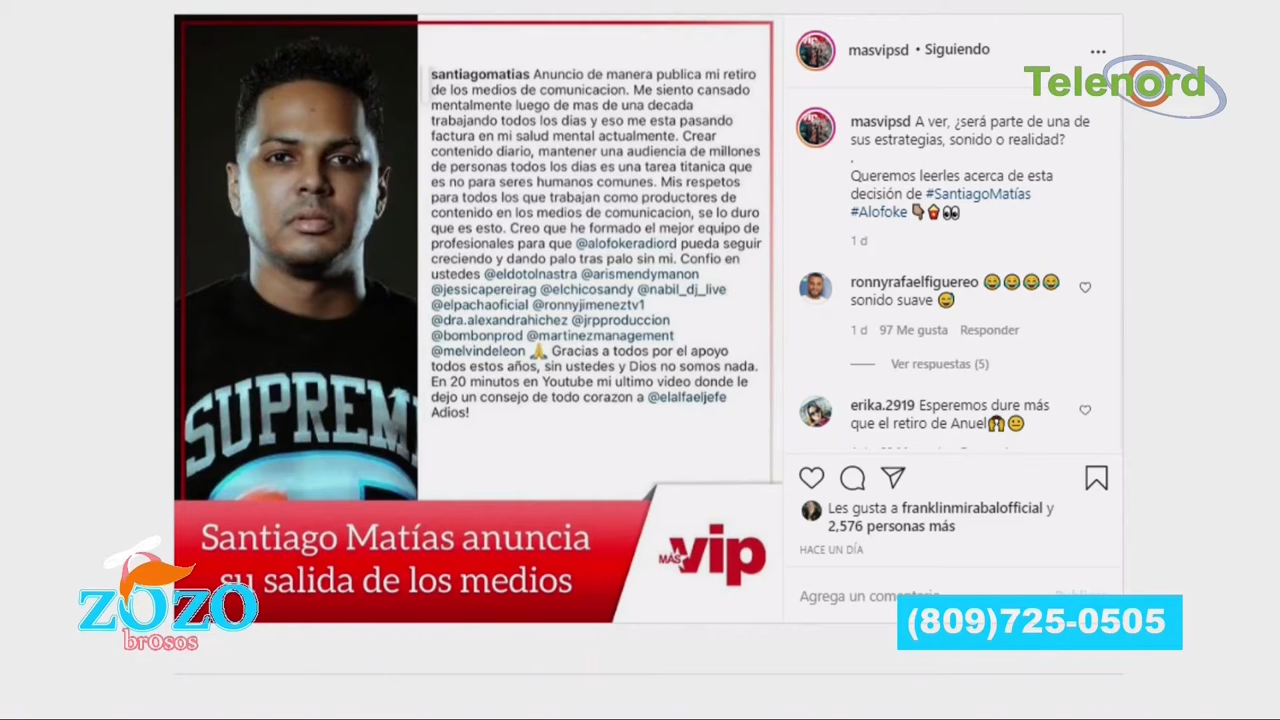 santiagomatias Anuncio de manera publica mi retiro
de los medios de comunicacion. Me siento cansado
mentalmente luego de mas de una decada
trabajando todos los días y eso me esta pasando
factura en mi salud mental actualmente. Crear
contenido diario, mantener una audiencia de millones
de personas todos los días es una tarea titanica que
es no para seres humanos comunes. Mis respetos
para todos los que trabajan como productores de
contenido en los medios de comunicacion, se lo duro
que es esto. Creo que he formado el mejor equipo de
profesionales para que @alofokeradiord pueda seguir
creciendo y dando palo tras palo sin mi. Confio en
ustedes @eldotolnastra @arismendymanon
@jessicapereirag @elchicosandy @nabil_dj_live
@elpachaoficial @ronnyjimeneztv1
@dra.alexandrahichez @jrpproduccion
@bombonprod @martinezmanagement
@melvindeleon 🙏 Gracias a todos por el apoyo
todos estos años, sin ustedes y Dios no somos nada.
En 20 minutos en Youtube mi ultimo video donde le
dejo un consejo de todo corazon a @elalfaeljefe
Adios!
SUPREM
Santiago Matías anuncia
su salida de los medios
MÁS vip
masvipsd • Siguiendo
Telenord
masvipsd A ver, ¿será parte de una de
sus estrategias, sonido o realidad?
.
Queremos leerles acerca de esta
decisión de #SantiagoMatías
#Alofoke 👇🏽🍿👀
1 d
ronnyrafaelfiguereo 😂😂😂😂
sonido suave 😅
1 d 97 Me gusta Responder
Ver respuestas (5)
erika.2919 Esperemos dure más
que el retiro de Anuel🙌😐
Les gusta a franklinmirabalofficial y
2,576 personas más
HACE UN DÍA
Agrega un comentario
(809)725-0505
ZOZO
brosos